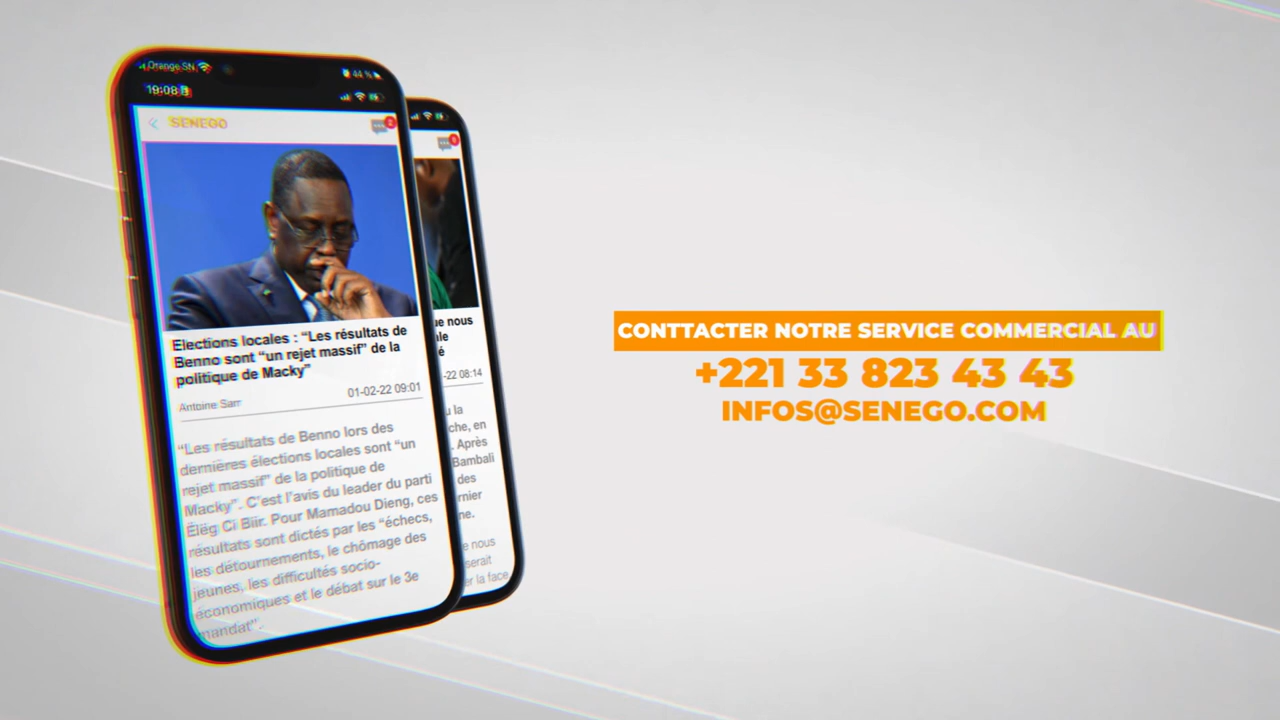 Orange SN
44 %
19:08
SENEGO
2
Elections locales : “Les résultats de
Benno sont “un rejet massif” de la
politique de Macky”
Antoine Sarr
01-02-22 09:01
“Les résultats de Benno lors des
dernières élections locales sont “un
rejet massif” de la politique de
Macky”. C’est l’avis du leader du parti
Élég Ci Biir. Pour Mamadou Dieng, ces
résultats sont dictés par les “échecs,
les détournements, le chômage des
jeunes, les difficultés socio-
économiques et le débat sur le 3e
mandat”.
ue nous
ale
é
-22 08:14
u la
che, en
. Après
Bambali
des
rnier
ne.
e nous
serait
er la face
CONTTACTER NOTRE SERVICE COMMERCIAL AU
+221 33 823 43 43
INFOS@SENEGO.COM